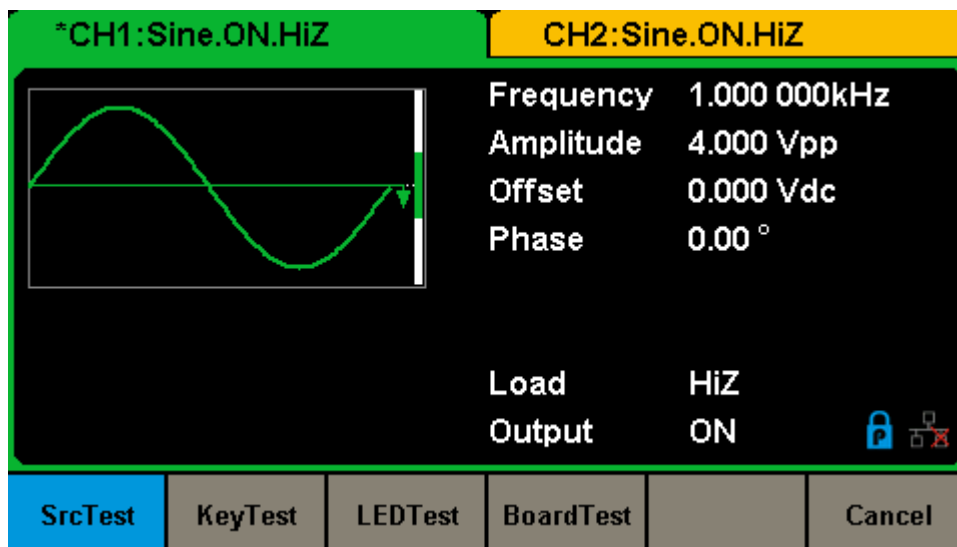 *CH1:Sine.ON.HiZ CH2:Sine.ON.HiZ
Frequency 1.000 000kHz
Amplitude 4.000 Vpp
Offset 0.000 Vdc
Phase 0.00 °
Load HiZ
Output ON P
SrcTest KeyTest LEDTest BoardTest Cancel